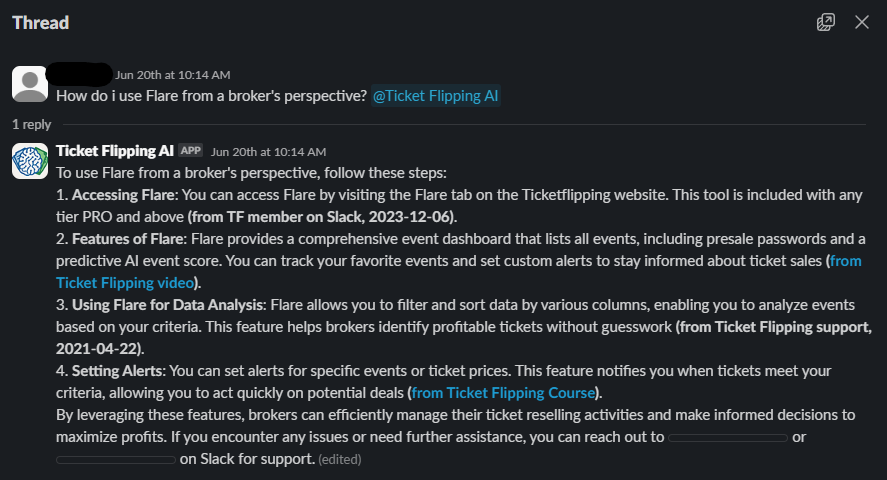 Thread
Jun 20th at 10:14 AM
How do i use Flare from a broker's perspective? @Ticket Flipping AI
1 reply
Ticket Flipping AI APP Jun 20th at 10:14 AM
To use Flare from a broker's perspective, follow these steps:
1. Accessing Flare: You can access Flare by visiting the Flare tab on the Ticketflipping website. This tool is included with any
tier PRO and above (from TF member on Slack, 2023-12-06).
2. Features of Flare: Flare provides a comprehensive event dashboard that lists all events, including presale passwords and a
predictive AI event score. You can track your favorite events and set custom alerts to stay informed about ticket sales (from
Ticket Flipping video).
3. Using Flare for Data Analysis: Flare allows you to filter and sort data by various columns, enabling you to analyze events
based on your criteria. This feature helps brokers identify profitable tickets without guesswork (from Ticket Flipping support,
2021-04-22).
4. Setting Alerts: You can set alerts for specific events or ticket prices. This feature notifies you when tickets meet your
criteria, allowing you to act quickly on potential deals (from Ticket Flipping Course).
By leveraging these features, brokers can efficiently manage their ticket reselling activities and make informed decisions to
maximize profits. If you encounter any issues or need further assistance, you can reach out to or
on Slack for support. (edited)